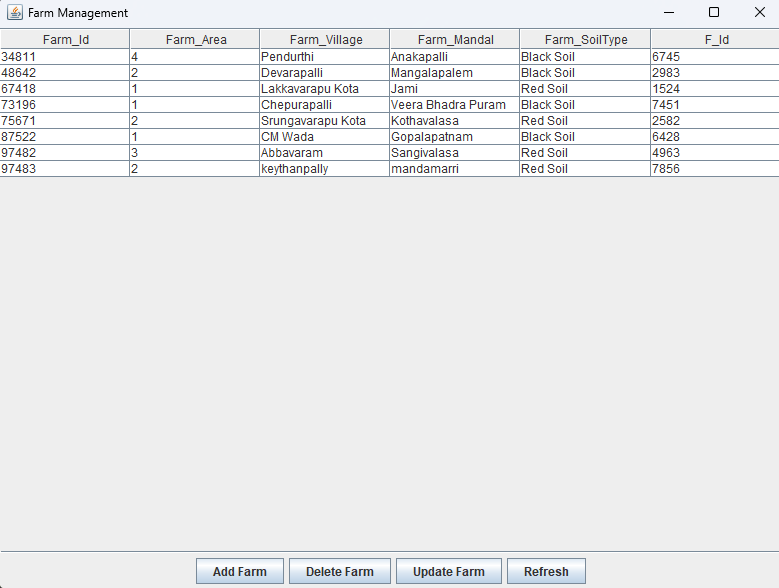 Farm Management
Farm_Id Farm_Area Farm_Village Farm_Mandal Farm_SoilType F_Id
34811 4 Pendurthi Anakapalli Black Soil 6745
48642 2 Devarapalli Mangalapalem Black Soil 2983
67418 1 Lakkavarapu Kota Jami Red Soil 1524
73196 1 Chepurapalli Veera Bhadra Puram Black Soil 7451
75671 2 Srungavarapu Kota Kothavalasa Red Soil 2582
87522 1 CM Wada Gopalapatnam Black Soil 6428
97482 3 Abbavaram Sangivalasa Red Soil 4963
97483 2 keythanpally mandamarri Red Soil 7856
Add Farm Delete Farm Update Farm Refresh